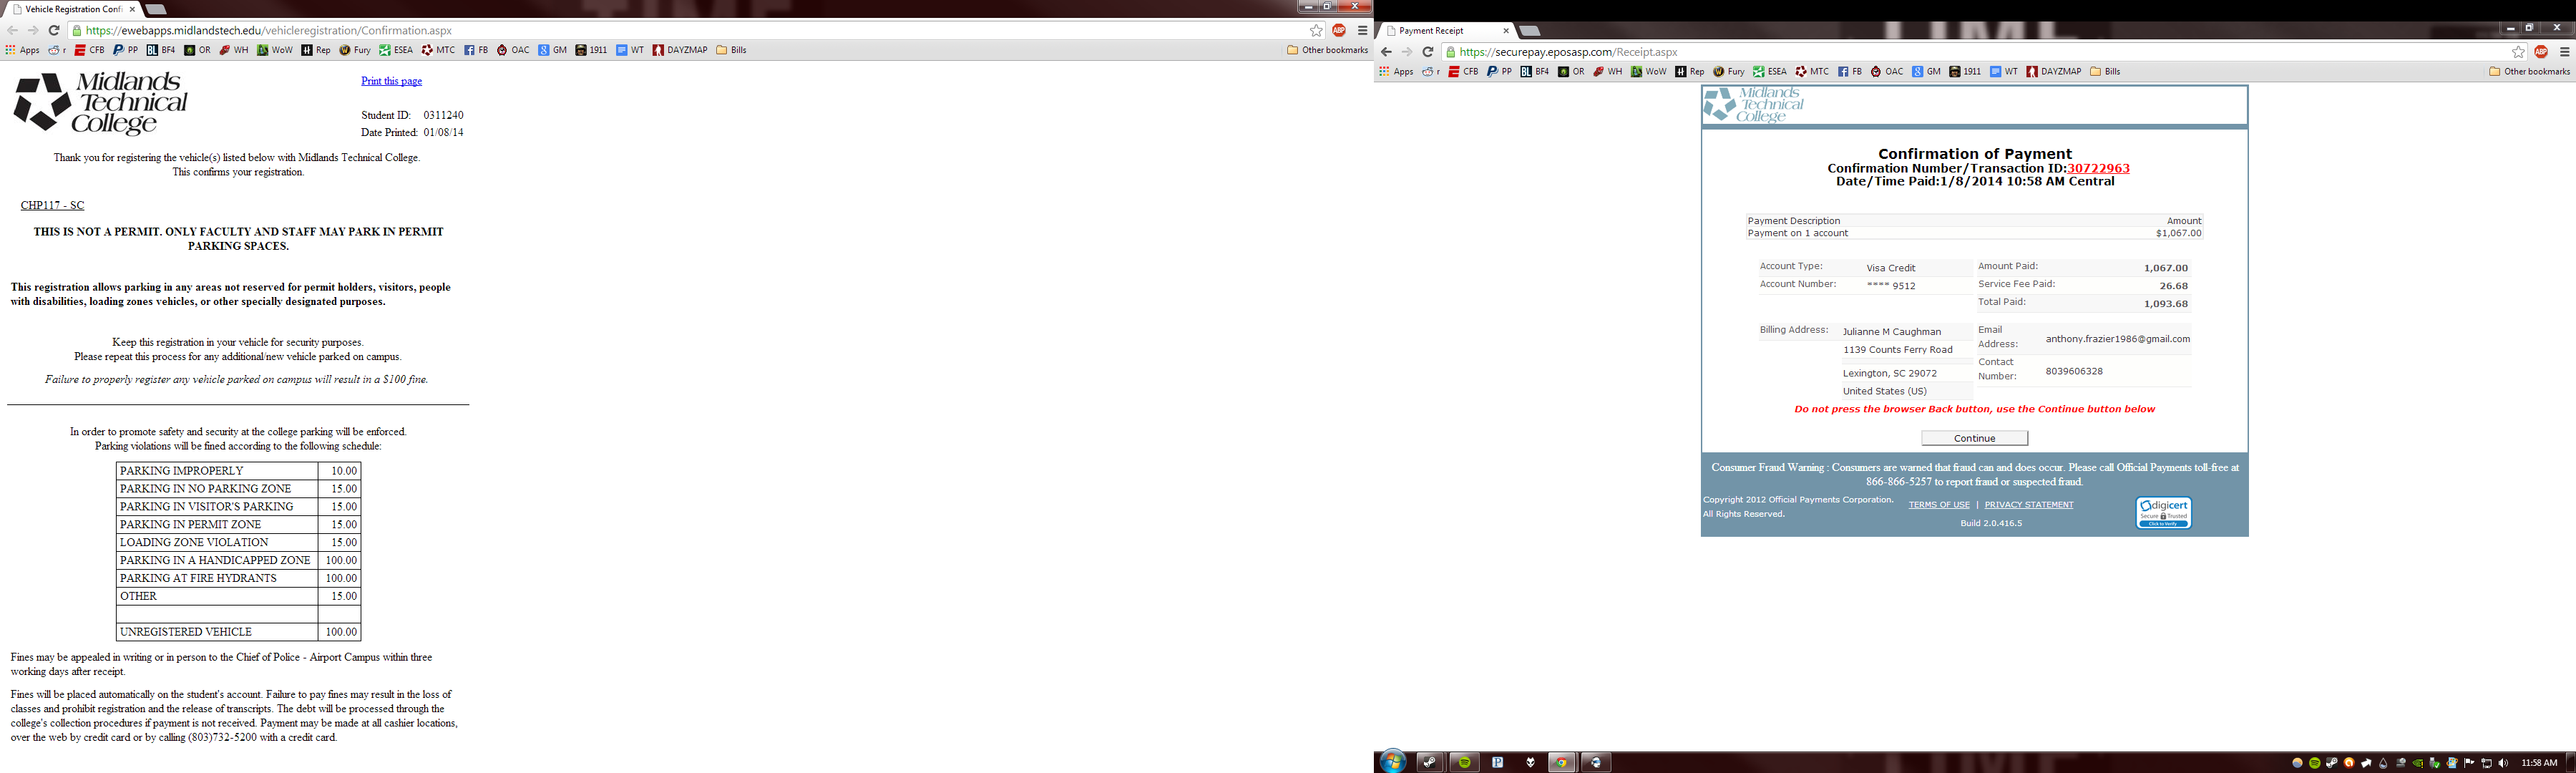 Vehicle Registration Confi
https://ewebapps.midlandstech.edu/vehicleregistration/Confirmation.aspx
ABP
Apps r CFB PP BL BF4 OR WH WoW Rep Fury ESEA MTC FB OAC GM 1911 WT DAYZMAP Bills Other bookmarks
Midlands
Technical
College
Print this page
Student ID: 0311240
Date Printed: 01/08/14
Thank you for registering the vehicle(s) listed below with Midlands Technical College.
This confirms your registration.
CHP117 - SC
THIS IS NOT A PERMIT. ONLY FACULTY AND STAFF MAY PARK IN PERMIT
PARKING SPACES.
This registration allows parking in any areas not reserved for permit holders, visitors, people
with disabilities, loading zones vehicles, or other specially designated purposes.
Keep this registration in your vehicle for security purposes.
Please repeat this process for any additional/new vehicle parked on campus.
Failure to properly register any vehicle parked on campus will result in a $100 fine.
In order to promote safety and security at the college parking will be enforced.
Parking violations will be fined according to the following schedule:
PARKING IMPROPERLY 10.00
PARKING IN NO PARKING ZONE 15.00
PARKING IN VISITOR'S PARKING 15.00
PARKING IN PERMIT ZONE 15.00
LOADING ZONE VIOLATION 15.00
PARKING IN A HANDICAPPED ZONE 100.00
PARKING AT FIRE HYDRANTS 100.00
OTHER 15.00
UNREGISTERED VEHICLE 100.00
Fines may be appealed in writing or in person to the Chief of Police - Airport Campus within three
working days after receipt.
Fines will be placed automatically on the student's account. Failure to pay fines may result in the loss of
classes and prohibit registration and the release of transcripts. The debt will be processed through the
college's collection procedures if payment is not received. Payment may be made at all cashier locations,
over the web by credit card or by calling (803)732-5200 with a credit card.
Payment Receipt
https://securepay.eposasp.com/Receipt.aspx
ABP
Apps r CFB PP BL BF4 OR WH WoW Rep Fury ESEA MTC FB OAC GM 1911 WT DAYZMAP Bills Other bookmarks
Midlands
Technical
College
Confirmation of Payment
Confirmation Number/Transaction ID:30722963
Date/Time Paid:1/8/2014 10:58 AM Central
Payment Description Amount
Payment on 1 account $1,067.00
Account Type: Visa Credit Amount Paid: 1,067.00
Account Number: **** 9512 Service Fee Paid: 26.68
Total Paid: 1,093.68
Billing Address: Julianne M Caughman
1139 Counts Ferry Road
Lexington, SC 29072
United States (US)
Email
Address: anthony.frazier1986@gmail.com
Contact
Number: 8039606328
Do not press the browser Back button, use the Continue button below
Continue
Consumer Fraud Warning : Consumers are warned that fraud can and does occur. Please call Official Payments toll-free at
866-866-5257 to report fraud or suspected fraud.
Copyright 2012 Official Payments Corporation.
All Rights Reserved.
TERMS OF USE | PRIVACY STATEMENT
Build 2.0.416.5
digicert
Secure Trusted
Click to Verify
11:58 AM